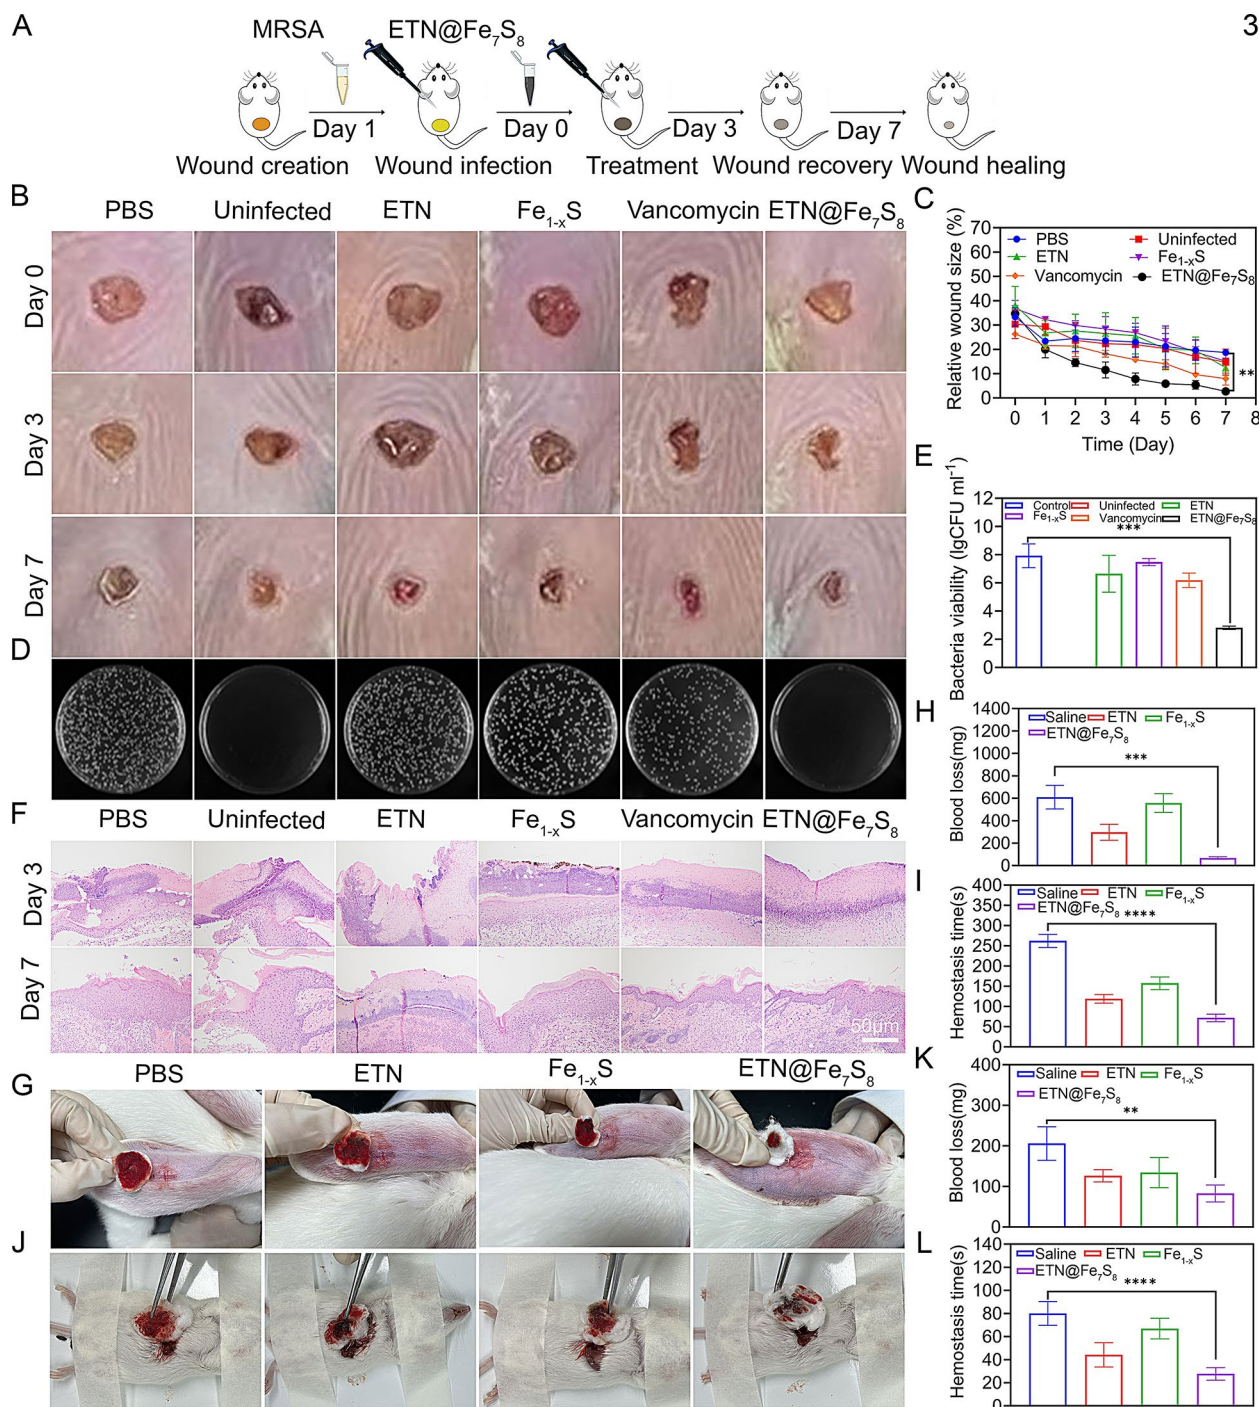 A
3
MRSA
ETN@Fe7S8
Day 1
Day 0
Day 3
Day 7
Wound creation
Wound infection
Treatment
Wound recovery
Wound healing
B
PBS
Uninfected
ETN
Fe1-xS
Vancomycin
ETN@Fe7S8
Day 0
Day 3
Day 7
C
Relative wound size (%)
70
60
50
40
30
20
10
0
PBS
Uninfected
ETN
Fe1-xS
Vancomycin
ETN@Fe7S8
**
0 1 2 3 4 5 6 7 8
Time (Day)
D
E
Bacteria viability (lgCFU ml-1)
12
10
8
6
4
2
0
Control
Uninfected
ETN
Fe1-xS
Vancomycin
ETN@Fe7S8
***
F
PBS
Uninfected
ETN
Fe1-xS
Vancomycin
ETN@Fe7S8
Day 3
Day 7
50μm
G
PBS
ETN
Fe1-xS
ETN@Fe7S8
H
Blood loss(mg)
1400
1200
1000
800
600
400
200
0
Saline
ETN
Fe1-xS
ETN@Fe7S8
***
I
Hemostasis time(s)
400
350
300
250
200
150
100
50
0
Saline
ETN
Fe1-xS
ETN@Fe7S8
****
J
K
Blood loss(mg)
400
300
200
100
0
Saline
ETN
Fe1-xS
ETN@Fe7S8
**
L
Hemostasis time(s)
140
120
100
80
60
40
20
0
Saline
ETN
Fe1-xS
ETN@Fe7S8
****